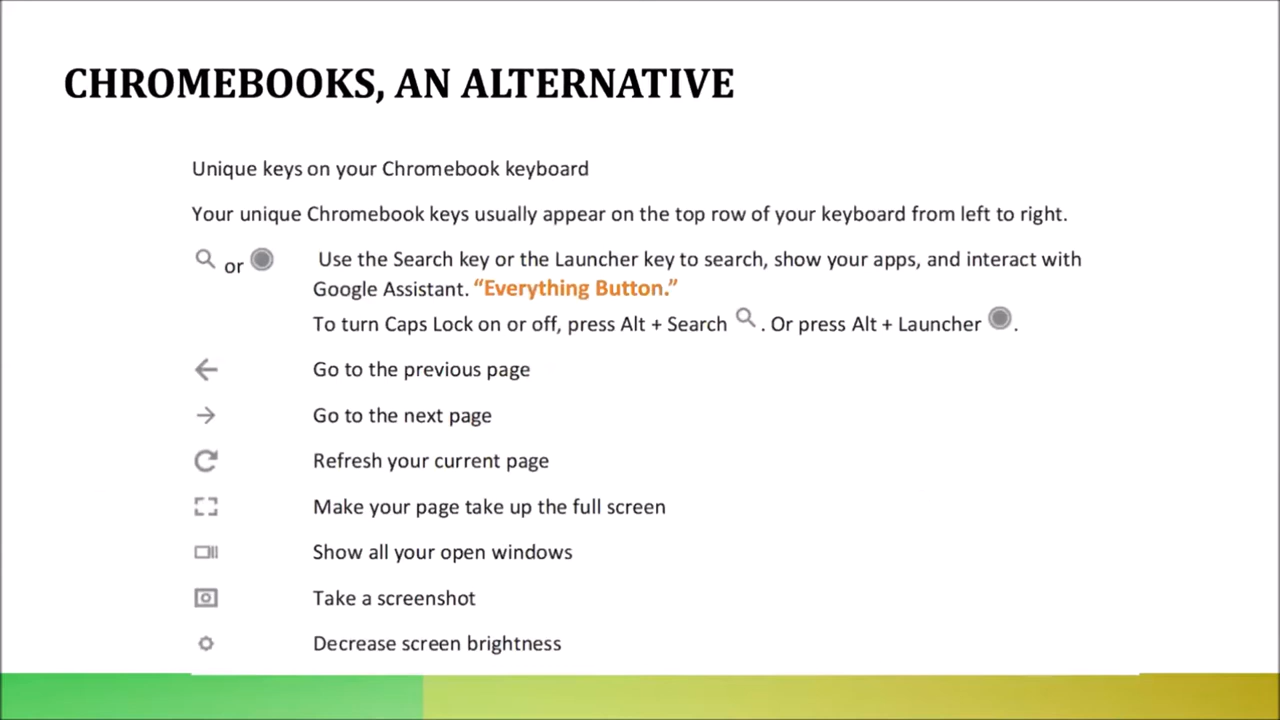 CHROMEBOOKS, AN ALTERNATIVE
Unique keys on your Chromebook keyboard
Your unique Chromebook keys usually appear on the top row of your keyboard from left to right.
or Use the Search key or the Launcher key to search, show your apps, and interact with
Google Assistant. “Everything Button.”
To turn Caps Lock on or off, press Alt + Search . Or press Alt + Launcher .
Go to the previous page
Go to the next page
Refresh your current page
Make your page take up the full screen
Show all your open windows
Take a screenshot
Decrease screen brightness